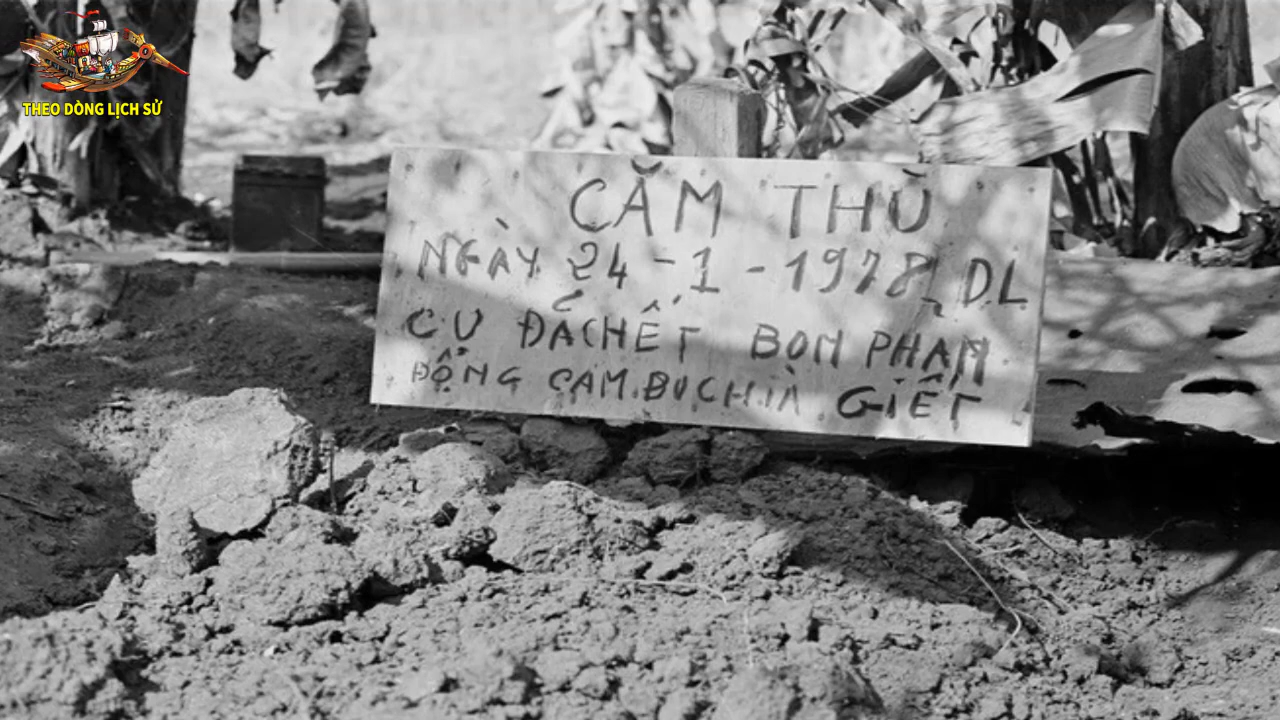 THEO DÒNG LỊCH SỬ
CĂM THÙ
NGÀY 24-1-1978 DL
CỤ ĐÃ CHẾT BỌN PHẢN
ĐỘNG CAM.BUCHIA GIẾT